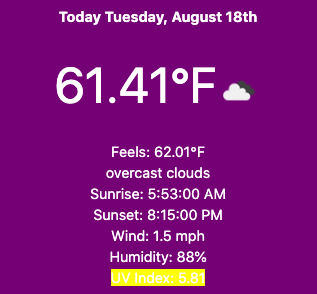 Today Tuesday, August 18th
61.41°F
Feels: 62.01°F
overcast clouds
Sunrise: 5:53:00 AM
Sunset: 8:15:00 PM
Wind: 1.5 mph
Humidity: 88%
UV Index: 5.81